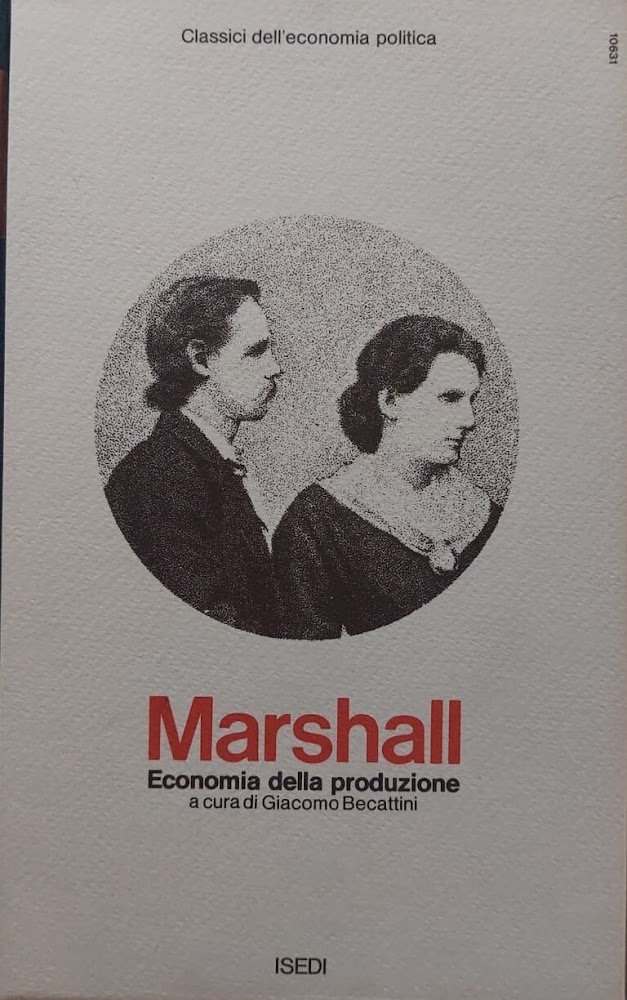 Classici dell'economia politica
10631
Marshall
Economia della produzione
a cura di Giacomo Becattini
ISEDI